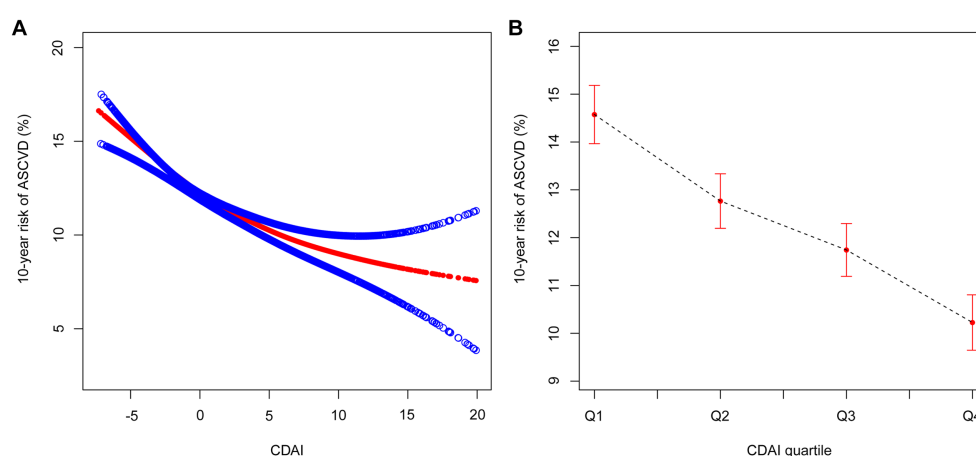 A
10-year risk of ASCVD (%)
20
15
10
5
-5 0 5 10 15 20
CDAI
B
10-year risk of ASCVD (%)
16
15
14
13
12
11
10
9
Q1 Q2 Q3 Q4
CDAI quartile